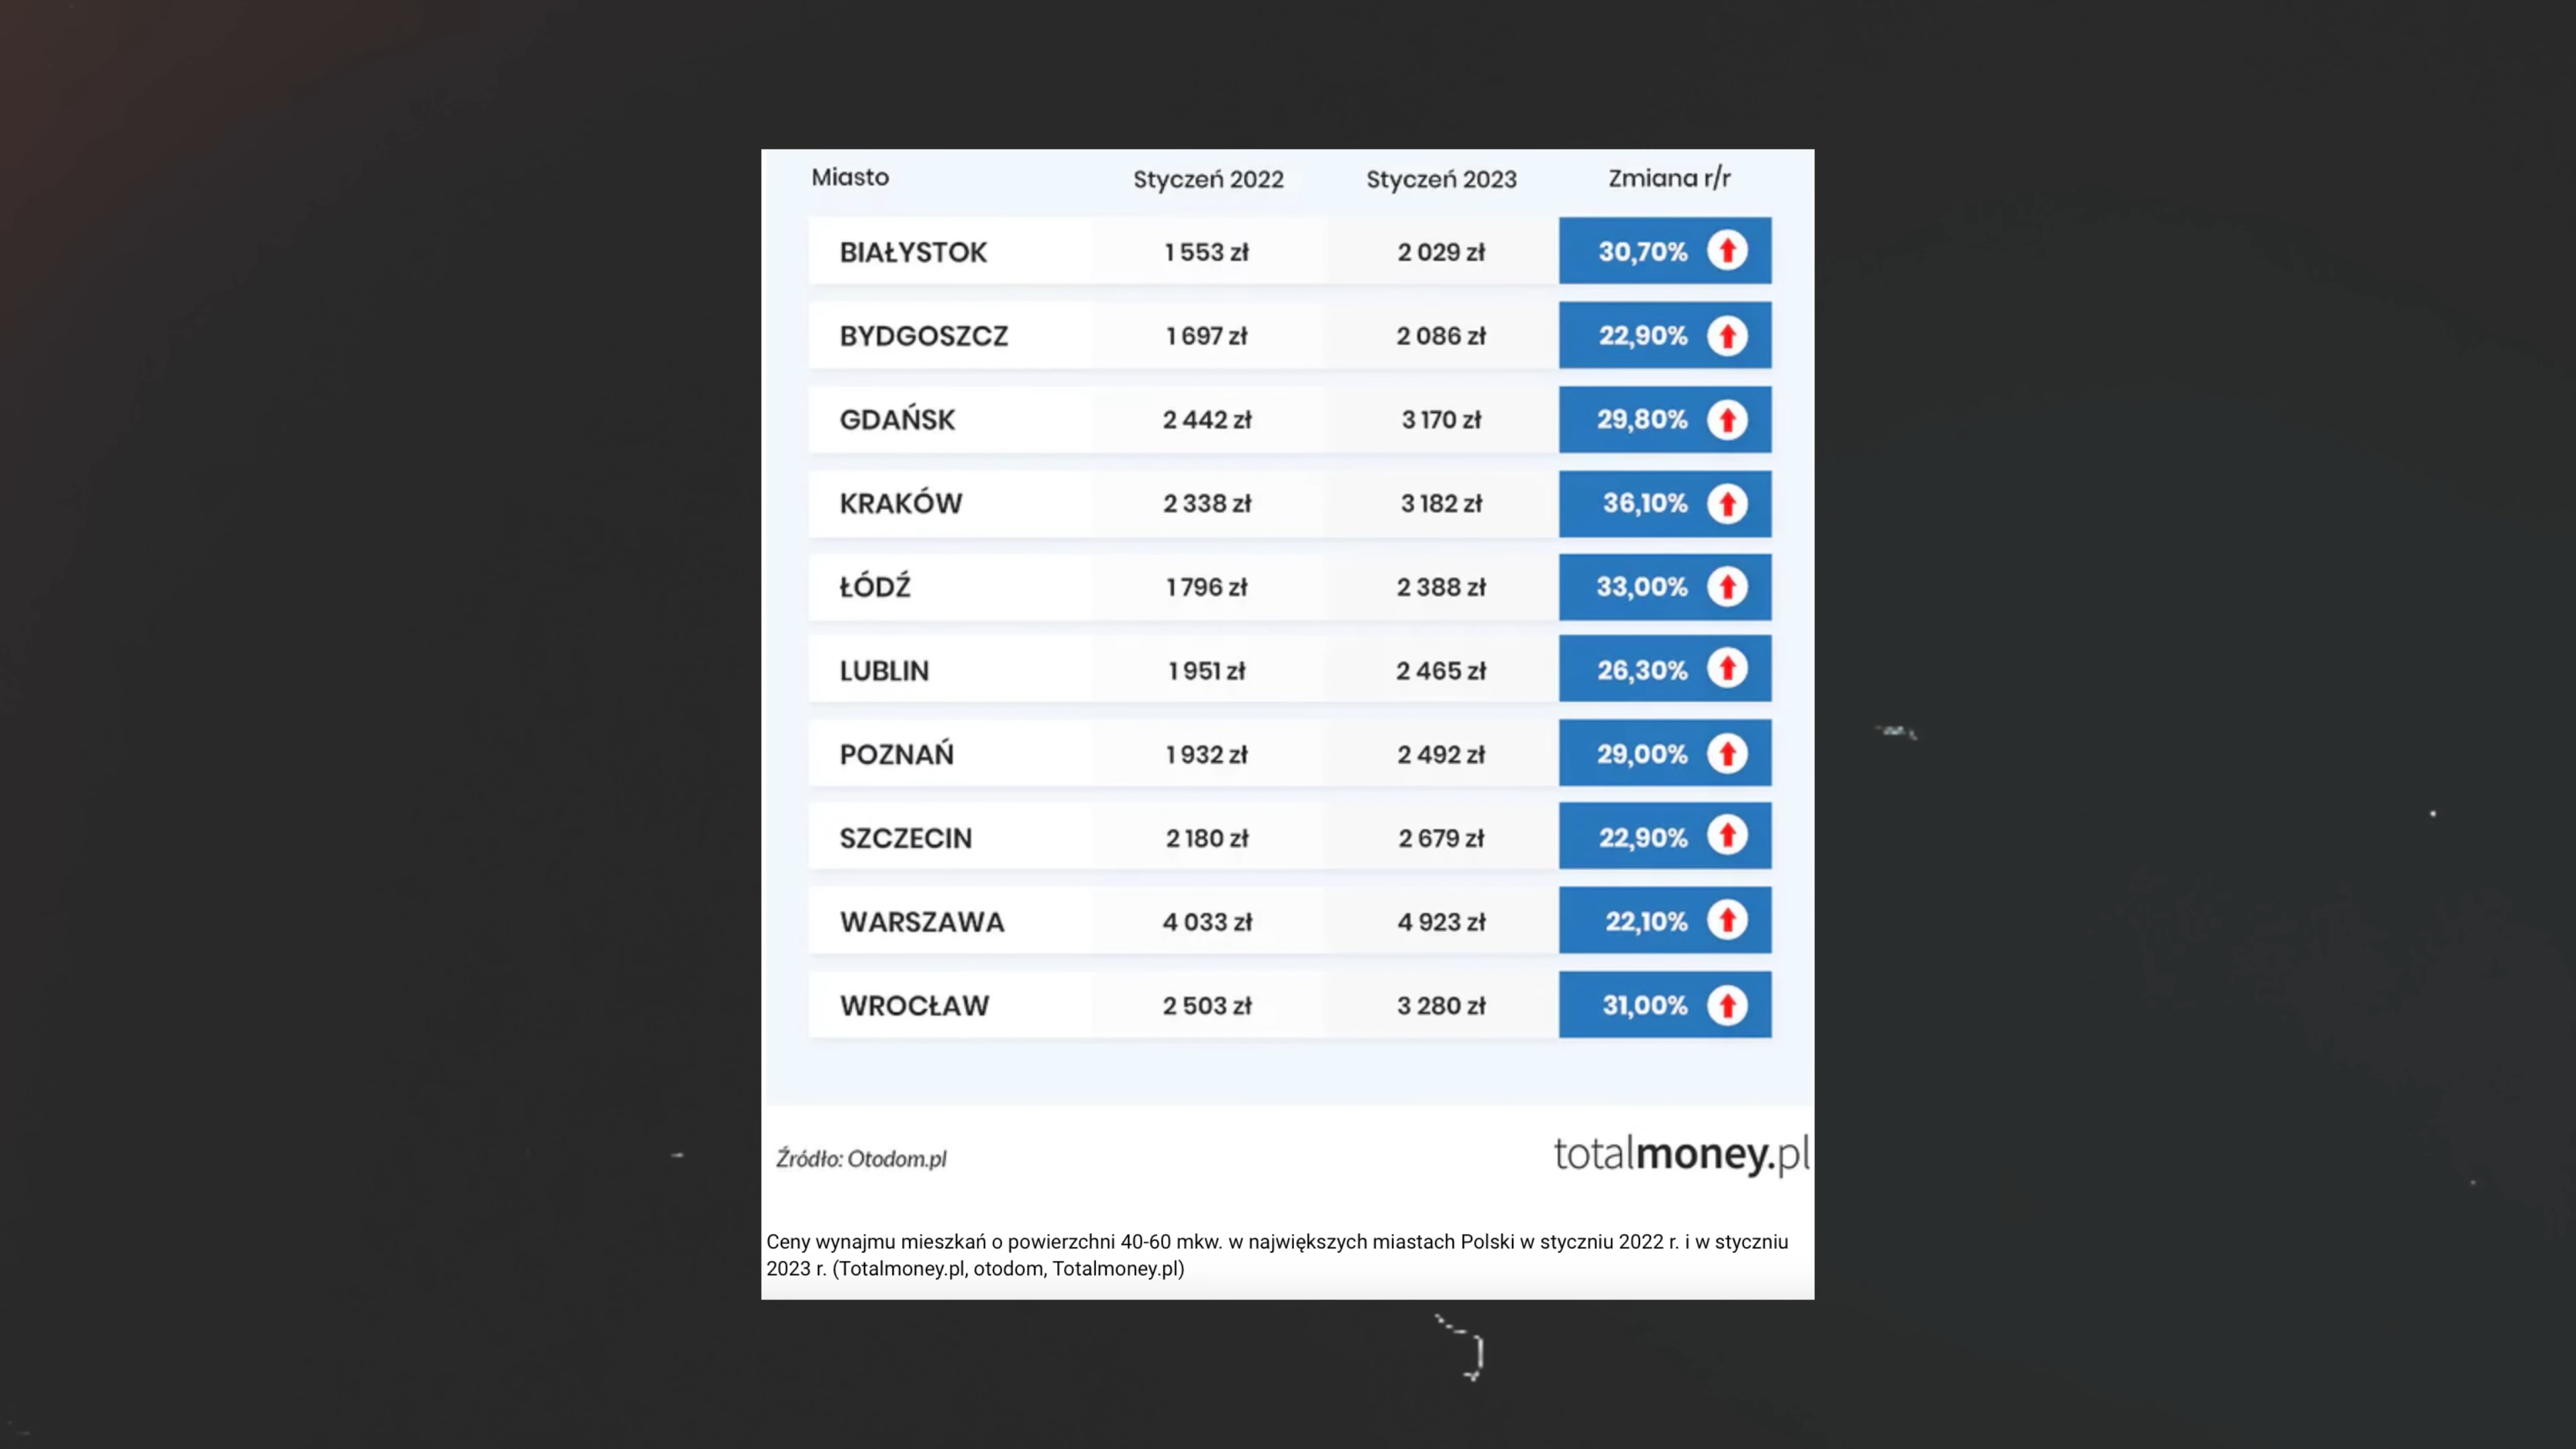 Miasto Styczeń 2022 Styczeń 2023 Zmiana r/r
BIAŁYSTOK 1 553 zł 2 029 zł 30,70%
BYDGOSZCZ 1 697 zł 2 086 zł 22,90%
GDAŃSK 2 442 zł 3 170 zł 29,80%
KRAKÓW 2 338 zł 3 182 zł 36,10%
ŁÓDŹ 1 796 zł 2 388 zł 33,00%
LUBLIN 1 951 zł 2 465 zł 26,30%
POZNAŃ 1 932 zł 2 492 zł 29,00%
SZCZECIN 2 180 zł 2 679 zł 22,90%
WARSZAWA 4 033 zł 4 923 zł 22,10%
WROCŁAW 2 503 zł 3 280 zł 31,00%
Źródło: Otodom.pl totalmoney.pl
Ceny wynajmu mieszkań o powierzchni 40-60 mkw. w największych miastach Polski w styczniu 2022 r. i w styczniu
2023 r. (Totalmoney.pl, otodom, Totalmoney.pl)